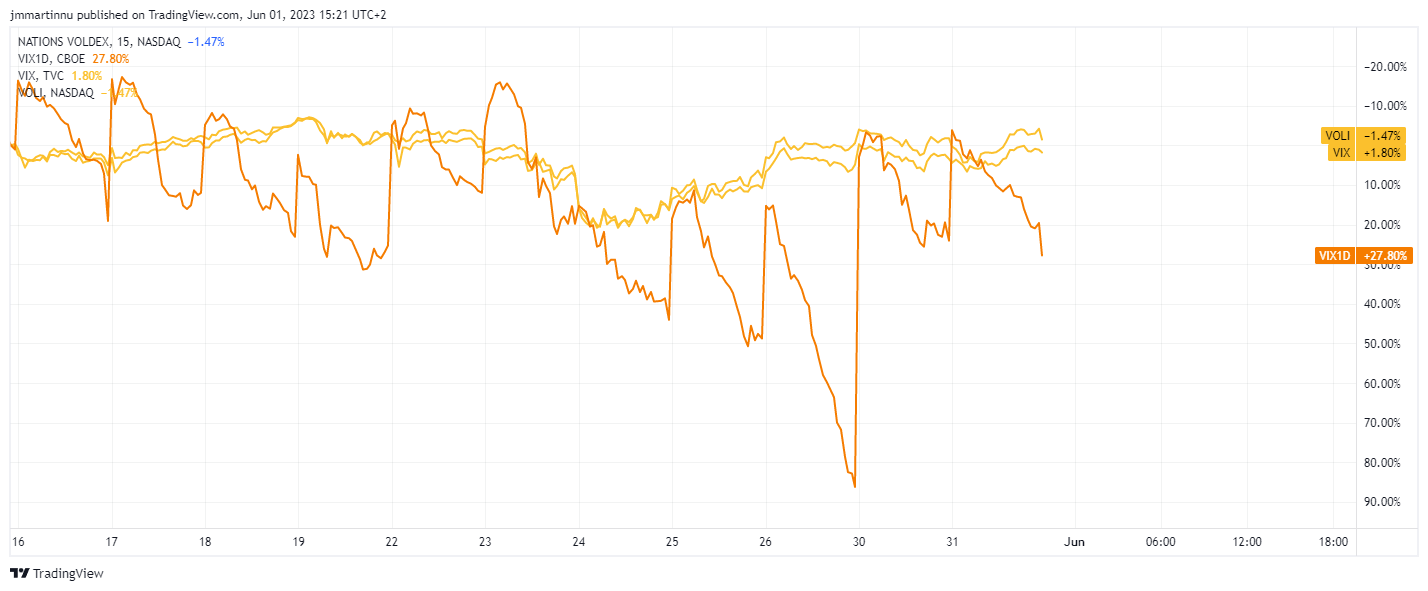 jmmartinnu published on TradingView.com, Jun 01, 2023 15:21 UTC+2
NATIONS VOLDEX, 15, NASDAQ −1.47%
VIX1D, CBOE 27.80%
VIX, TVC 1.80%
VOLI, NASDAQ −1.47%
−20.00%
−10.00%
VOLI −1.47%
VIX +1.80%
10.00%
20.00%
VIX1D +27.80%
30.00%
40.00%
50.00%
60.00%
70.00%
80.00%
90.00%
16 17 18 19 22 23 24 25 26 30 31 Jun 06:00 12:00 18:00
TradingView